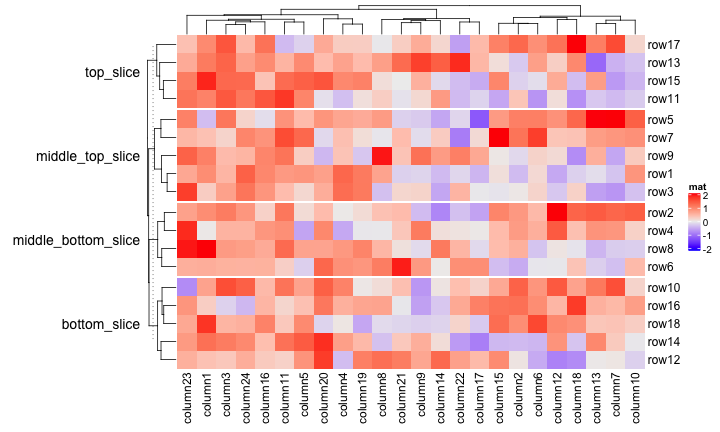 top_slice
middle_top_slice
middle_bottom_slice
bottom_slice
row17
row13
row15
row11
row5
row7
row9
row1
row3
row2
row4
row8
row6
row10
row16
row18
row14
row12
mat
2
1
0
-1
-2
column23
column1
column3
column24
column16
column11
column5
column20
column4
column19
column8
column21
column9
column14
column22
column17
column15
column2
column6
column12
column18
column13
column7
column10